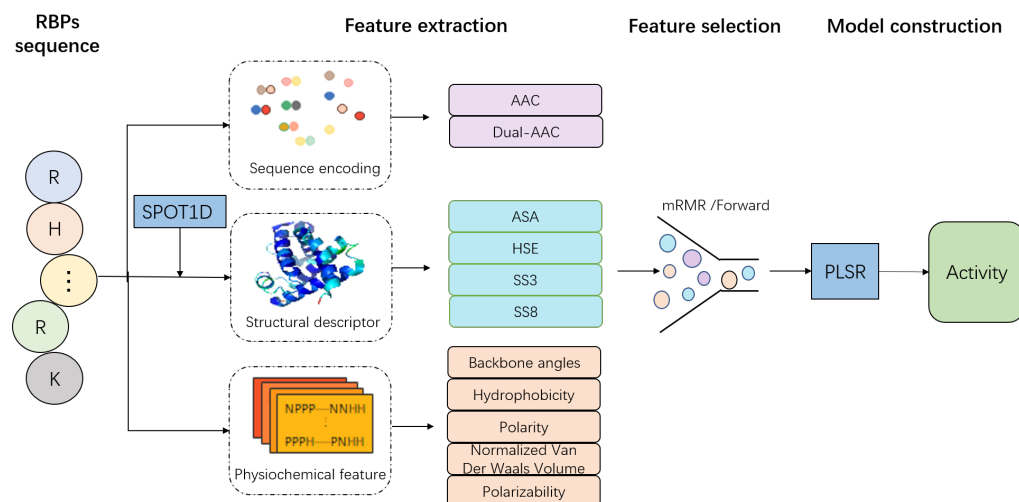 RBPs
sequence
Feature extraction
Feature selection
Model construction
R
H
⋮
R
K
SPOT1D
Sequence encoding
Structural descriptor
NPPP—NNHH
⋮
PPPH—PNHH
Physiochemical feature
AAC
Dual-AAC
ASA
HSE
SS3
SS8
Backbone angles
Hydrophobicity
Polarity
Normalized Van
Der Waals Volume
Polarizability
mRMR /Forward
PLSR
Activity